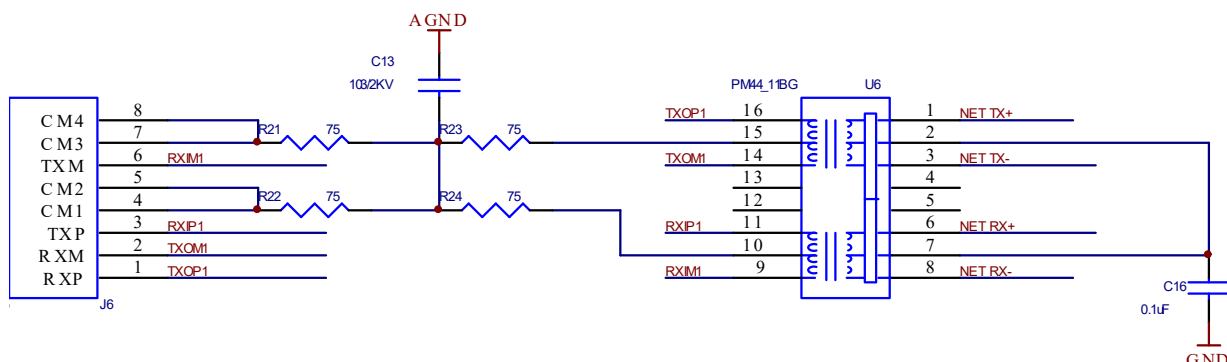 AGND
C13
103/2KV
PM44_11BG U6
8 TXOP1 16 1 NET TX+
CM4
7 R21 75 R23 75 15 2
CM3
6 RXIM1 TXOM1 14 3 NET TX-
TXM
5 13 4
CM2
4 R22 75 R24 75 12 5
CM1
3 RXIP1 RXIP1 11 6 NET RX+
TXP
2 TXOM1 10 7
RXM
1 TXOP1 RXIM1 9 8 NET RX-
RXP
J6
C16
0.1uF
GND